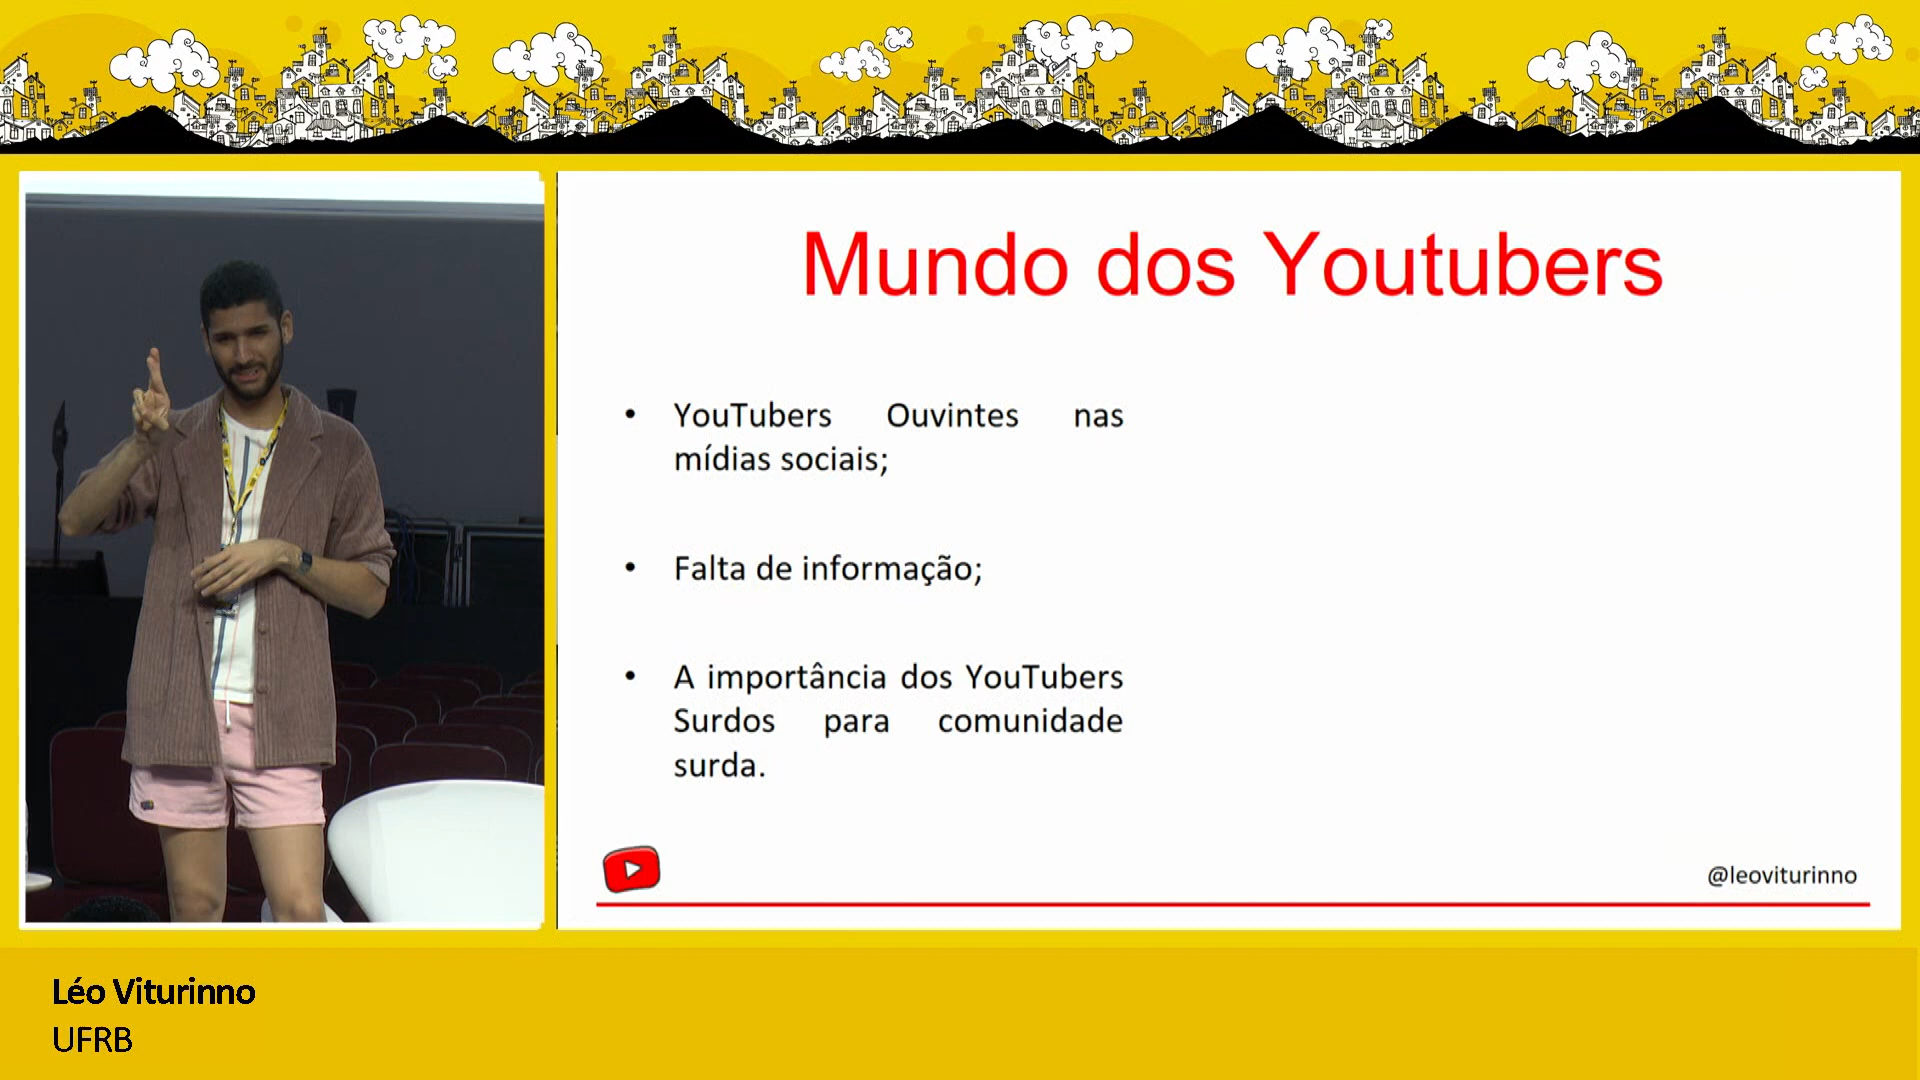 Mundo dos Youtubers
• YouTubers Ouvintes nas
mídias sociais;
• Falta de informação;
• A importância dos YouTubers
Surdos para comunidade
surda.
@leoviturinno
Léo Viturinno
UFRB